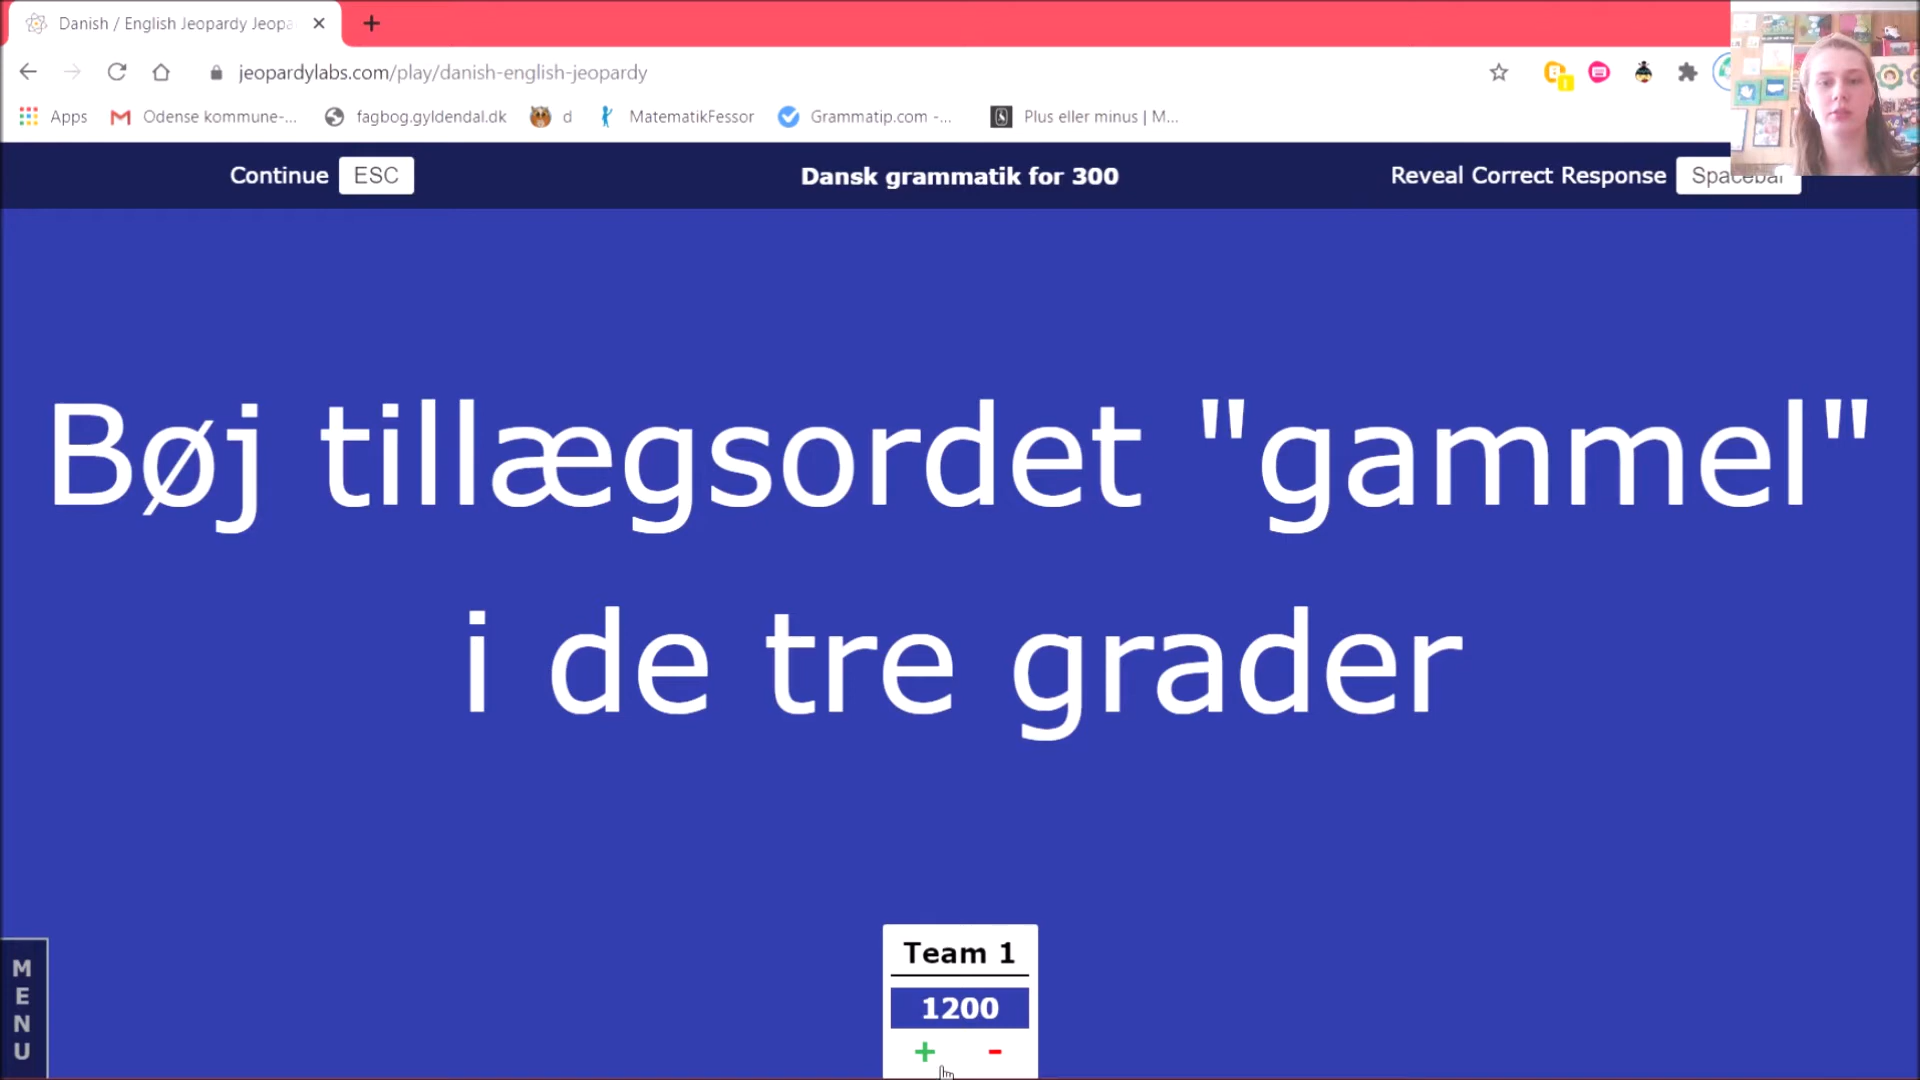 Danish / English Jeopardy Jeopa
jeopardylabs.com/play/danish-english-jeopardy
Apps Odense kommune-... fagbog.gyldendal.dk d MatematikFessor Grammatip.com -... Plus eller minus | M...
Continue ESC Dansk grammatik for 300 Reveal Correct Response Spacebar
Bøj tillægsordet "gammel"
i de tre grader
MENU
Team 1
1200
+ -